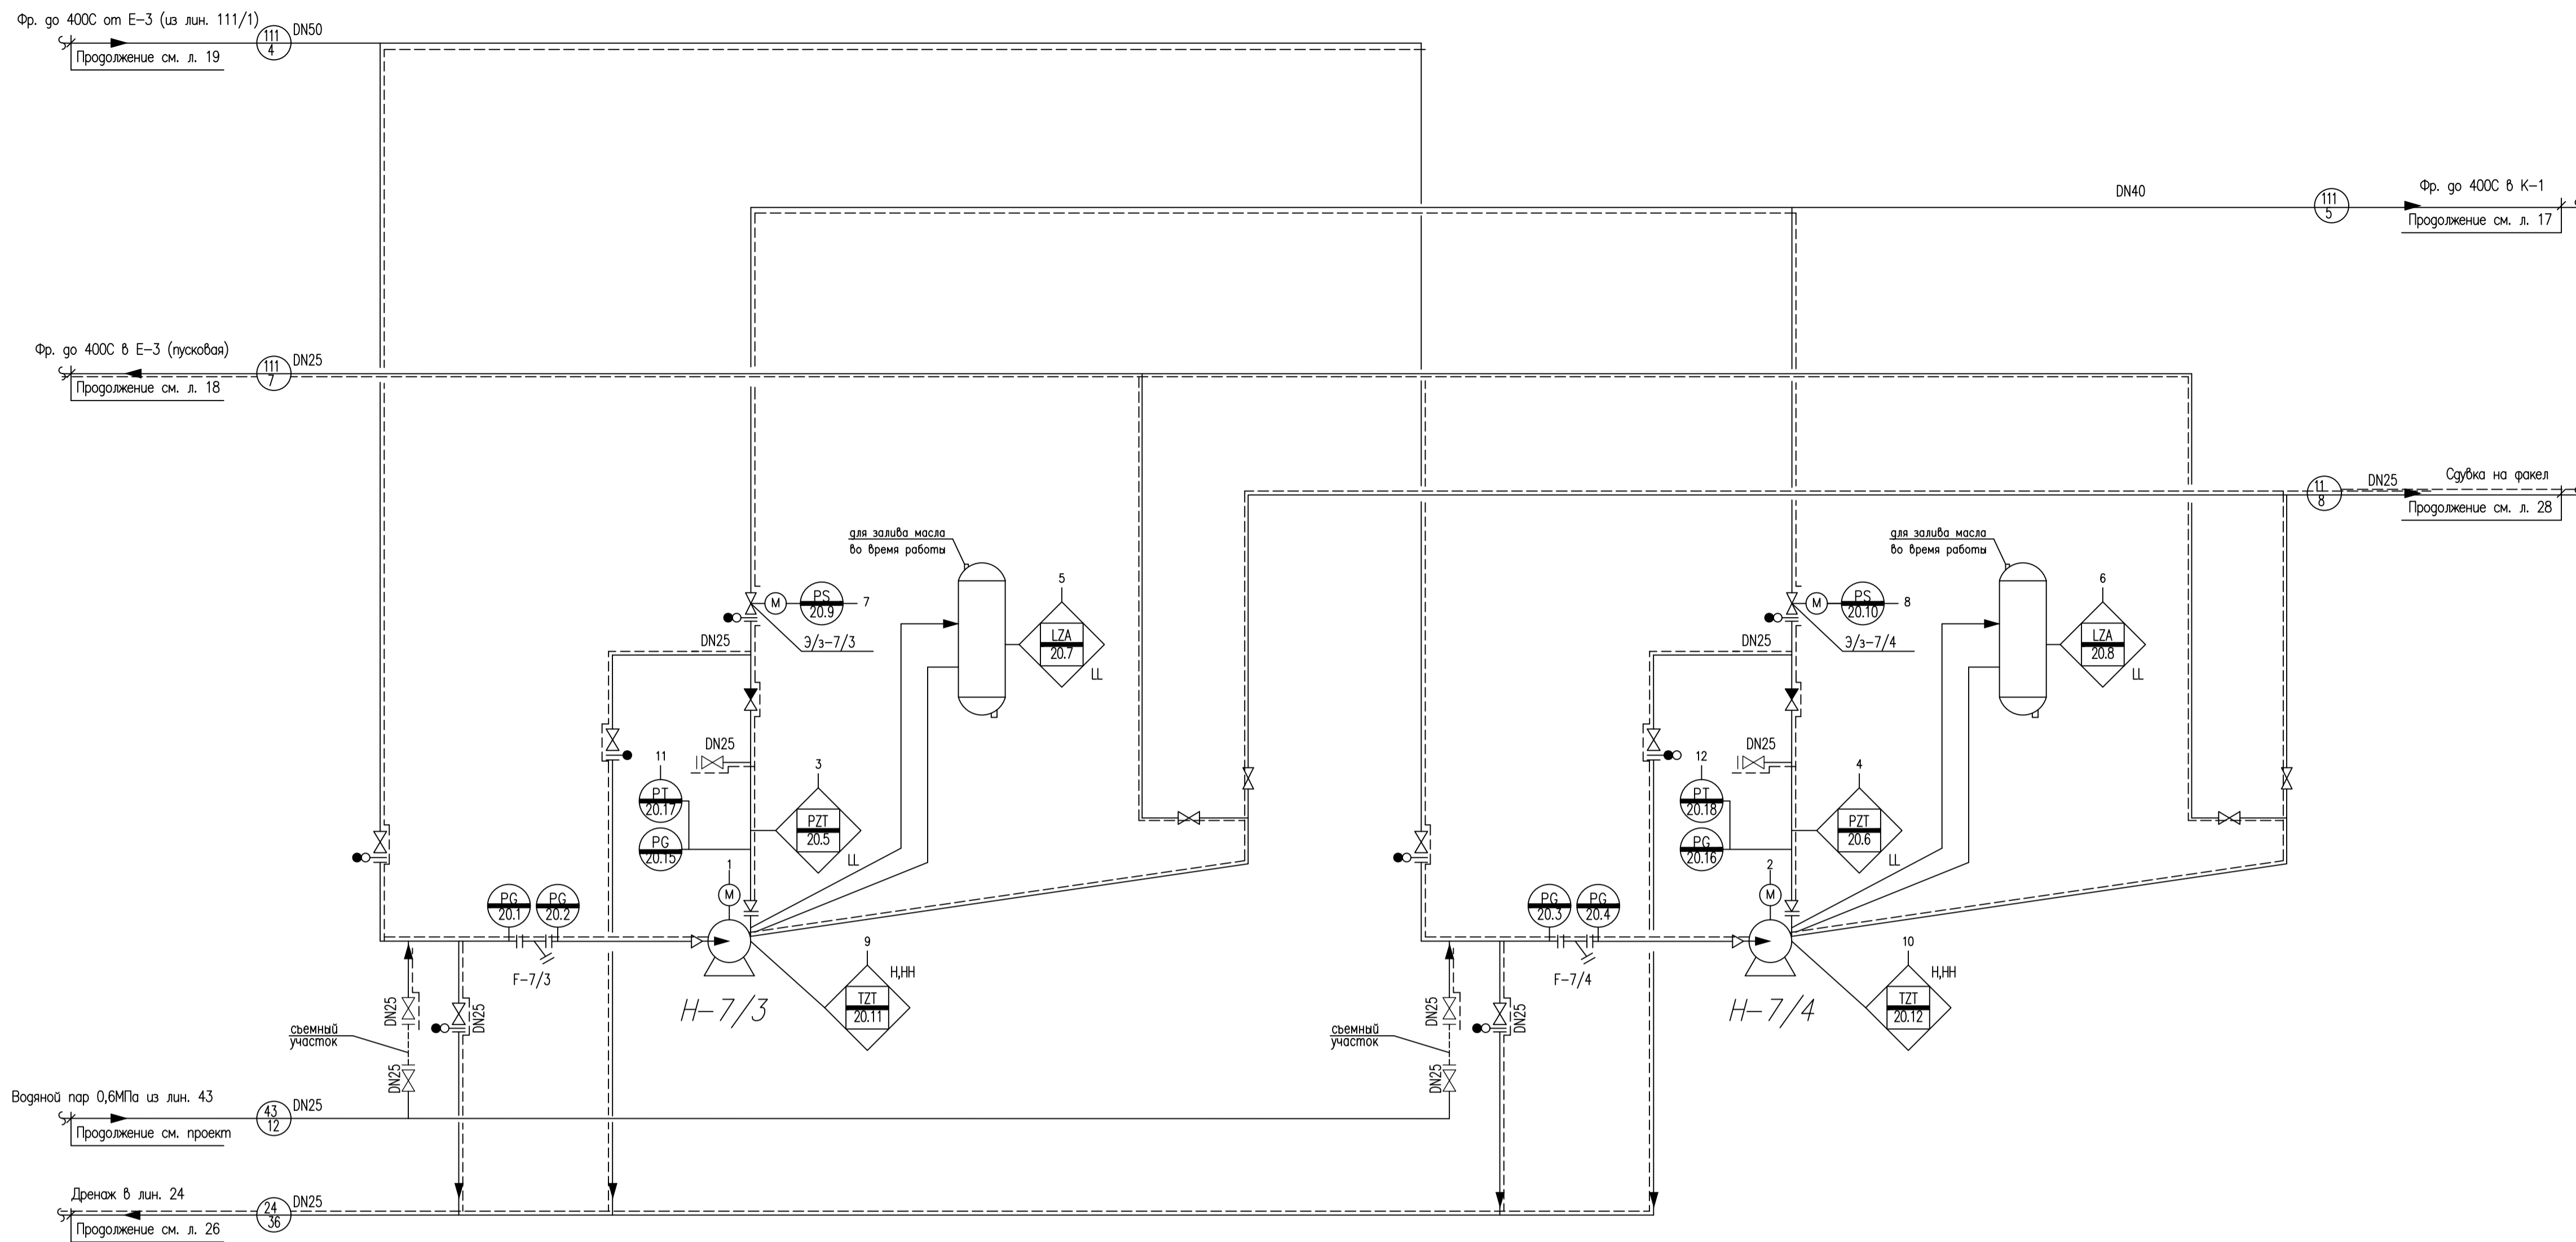 Фр. до 400С от Е-3 (из лин. 111/1)
111
4
DN50
Продолжение см. л. 19
DN40
111
5
Фр. до 400С в К-1
Продолжение см. л. 17
Фр. до 400С в Е-3 (пусковая)
111
7
DN25
Продолжение см. л. 18
11
8
DN25
Сдувка на факел
Продолжение см. л. 28
для залива масла
во время работы
5
LZA
20.7
LL
M
PS
20.9
7
Э/з-7/3
DN25
DN25
11
PT
20.17
PG
20.15
3
PZT
20.5
LL
1
M
PG
20.1
PG
20.2
F-7/3
Н-7/3
9
H,HH
TZT
20.11
DN25
DN25
съемный
участок
DN25
для залива масла
во время работы
6
LZA
20.8
LL
M
PS
20.10
8
Э/з-7/4
DN25
DN25
12
PT
20.18
PG
20.16
4
PZT
20.6
LL
2
M
PG
20.3
PG
20.4
F-7/4
Н-7/4
10
H,HH
TZT
20.12
DN25
DN25
съемный
участок
DN25
Водяной пар 0,6МПа из лин. 43
43
12
DN25
Продолжение см. проект
Дренаж в лин. 24
24
36
DN25
Продолжение см. л. 26